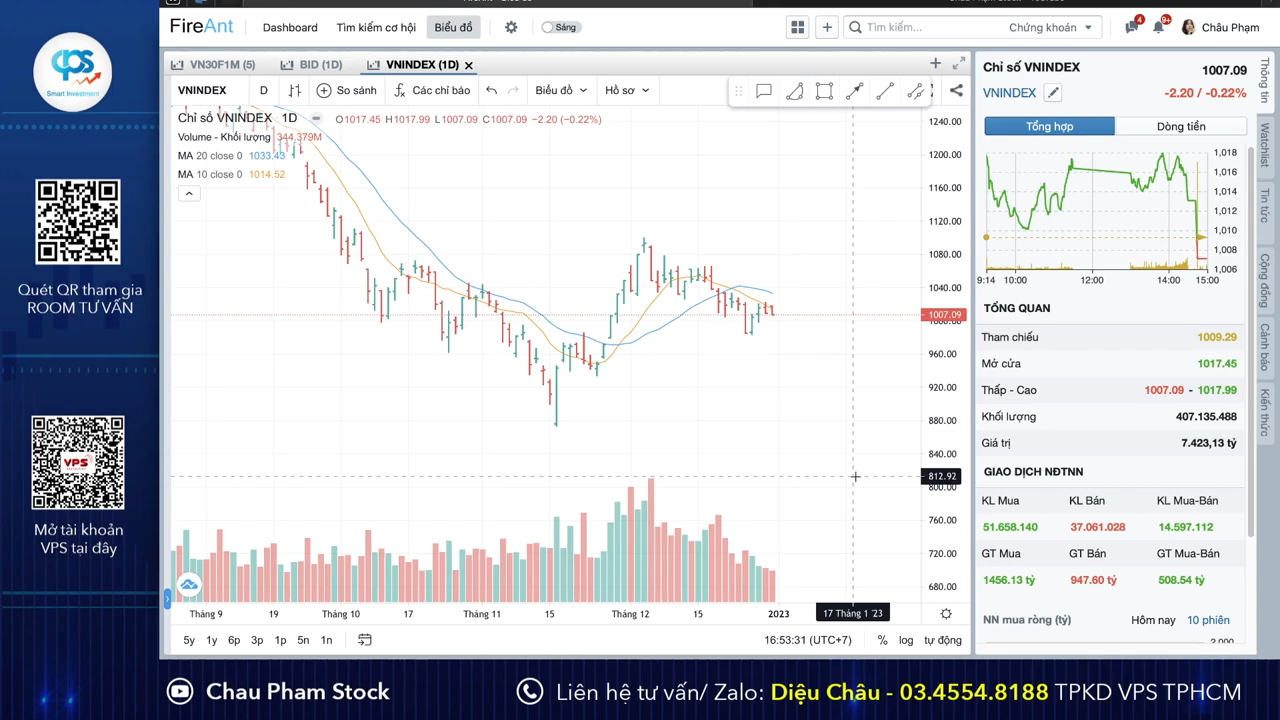 VPS
Smart Investment
Quét QR tham gia
ROOM TƯ VẤN
VPS
Mở tài khoản
VPS tại đây
FireAnt
Dashboard
Tìm kiếm cơ hội
Biểu đồ
Sáng
Tìm kiếm...
Chứng khoán
4
9+
Châu Phạm
VN30F1M (5)
BID (1D)
VNINDEX (1D)
VNINDEX
D
So sánh
Các chỉ báo
Biểu đồ
Hồ sơ
Chỉ số VNINDEX 1D
O1017.45 H1017.99 L1007.09 C1007.09 −2.20 (−0.22%)
Volume - Khối lượng 344.379M
MA 20 close 0 1033.43
MA 10 close 0 1014.52
1240.00
1200.00
1160.00
1120.00
1080.00
1040.00
1007.09
1000.00
960.00
920.00
880.00
840.00
812.92
800.00
760.00
720.00
680.00
Tháng 9
19
Tháng 10
17
Tháng 11
15
Tháng 12
15
2023
17 Tháng 1 '23
5y 1y 6p 3p 1p 5n 1n
16:53:31 (UTC+7)
%
log
tự động
Chỉ số VNINDEX
1007.09
VNINDEX
-2.20 / -0.22%
Tổng hợp
Dòng tiền
1,018
1,016
1,014
1,012
1,010
1,008
1,006
9:14 10:00 12:00 14:00 15:00
TỔNG QUAN
Tham chiếu 1009.29
Mở cửa 1017.45
Thấp - Cao 1007.09 - 1017.99
Khối lượng 407.135.488
Giá trị 7.423,13 tỷ
GIAO DỊCH NĐTNN
KL Mua KL Bán KL Mua-Bán
51.658.140 37.061.028 14.597.112
GT Mua GT Bán GT Mua-Bán
1456.13 tỷ 947.60 tỷ 508.54 tỷ
NN mua ròng (tỷ) Hôm nay 10 phiên
2,000
Thông tin
Watchlist
Tin tức
Cộng đồng
Cảnh báo
Kiến thức
Chau Pham Stock
Liên hệ tư vấn/ Zalo: Diệu Châu - 03.4554.8188 TPKD VPS TPHCM